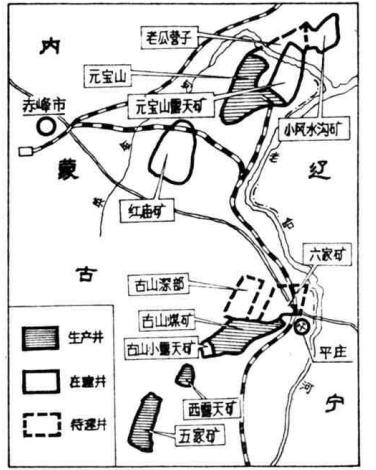 内
老瓜营子
元宝山
赤峰市
元宝山露天矿
小风水沟矿
蒙
老
辽
红庙矿
哈
古
六家矿
古山深部
古山煤矿
古山小露天矿
平庄
生产井
西露天矿
河
宁
在建井
待建井
五家矿